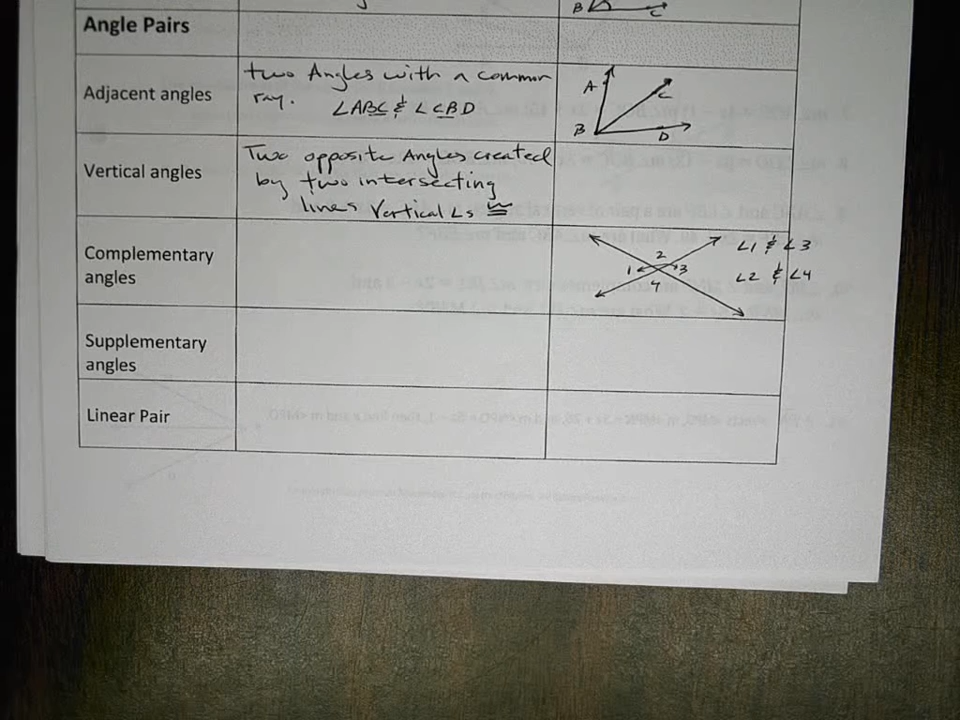 B C
Angle Pairs
Adjacent angles
two Angles with a common
ray. ∠ABC & ∠CBD
A
C
B
D
Vertical angles
Two opposite Angles created
by two intersecting
lines Vertical ∠s ≅
Complementary
angles
2
1 3
4
∠1 & ∠3
∠2 & ∠4
Supplementary
angles
Linear Pair